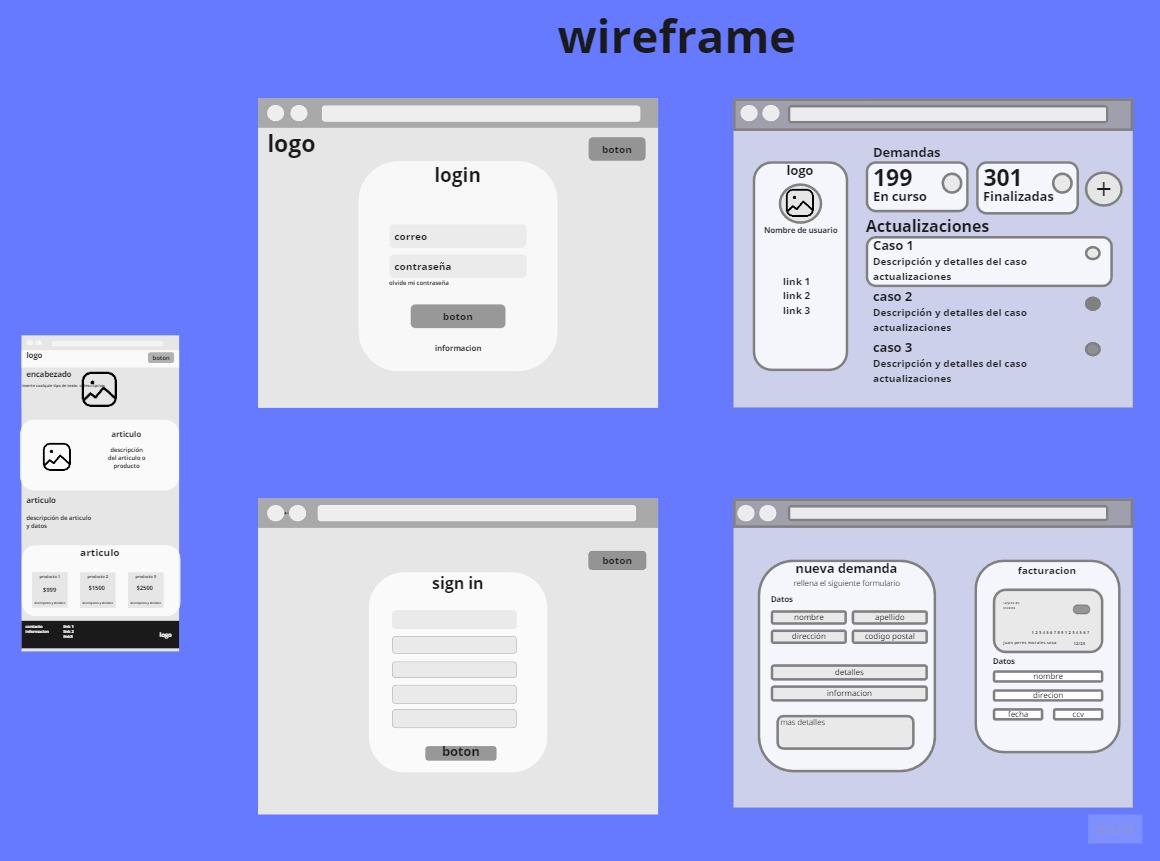 wireframe
logo
boton
encabezado
articulo
descripción
del articulo o
producto
articulo
descripción de articulo
y datos
articulo
producto 1
$999
producto 2
$1500
producto 3
$2500
contacto
informacion
link 1
link 2
link3
logo
logo
boton
login
correo
contraseña
olvide mi contraseña
boton
informacion
boton
sign in
boton
logo
Nombre de usuario
link 1
link 2
link 3
Demandas
199
En curso
301
Finalizadas
+
Actualizaciones
Caso 1
Descripción y detalles del caso
actualizaciones
caso 2
Descripción y detalles del caso
actualizaciones
caso 3
Descripción y detalles del caso
actualizaciones
nueva demanda
rellena el siguiente formulario
Datos
nombre
apellido
dirección
codigo postal
detalles
informacion
mas detalles
facturacion
1 2 3 4 5 6 7 8 9 1 2 3 4 5 6 7
juan peres morales sosa
12/29
Datos
nombre
direcion
fecha
ccv